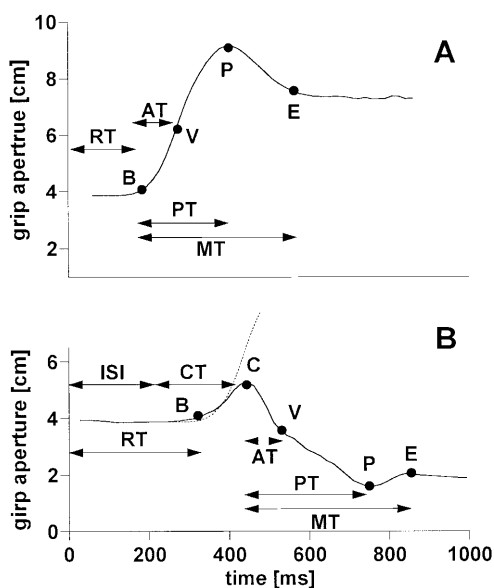 10
8
6
4
2
grip apertrue [cm]
A
P
E
AT
V
RT
B
PT
MT
B
6
4
2
0
girp aperture [cm]
ISI
CT
C
B
V
RT
AT
P
E
PT
MT
0
200
400
600
800
1000
time [ms]